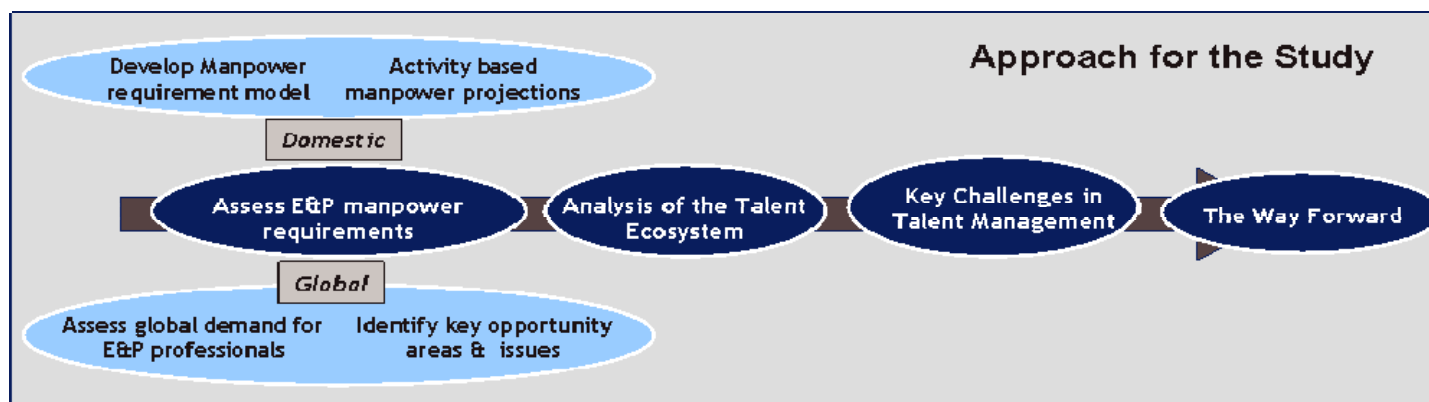 Approach for the Study
Develop Manpower
requirement model
Activity based
manpower projections
Domestic
Assess E&P manpower
requirements
Analysis of the Talent
Ecosystem
Key Challenges in
Talent Management
The Way Forward
Global
Assess global demand for
E&P professionals
Identify key opportunity
areas & issues